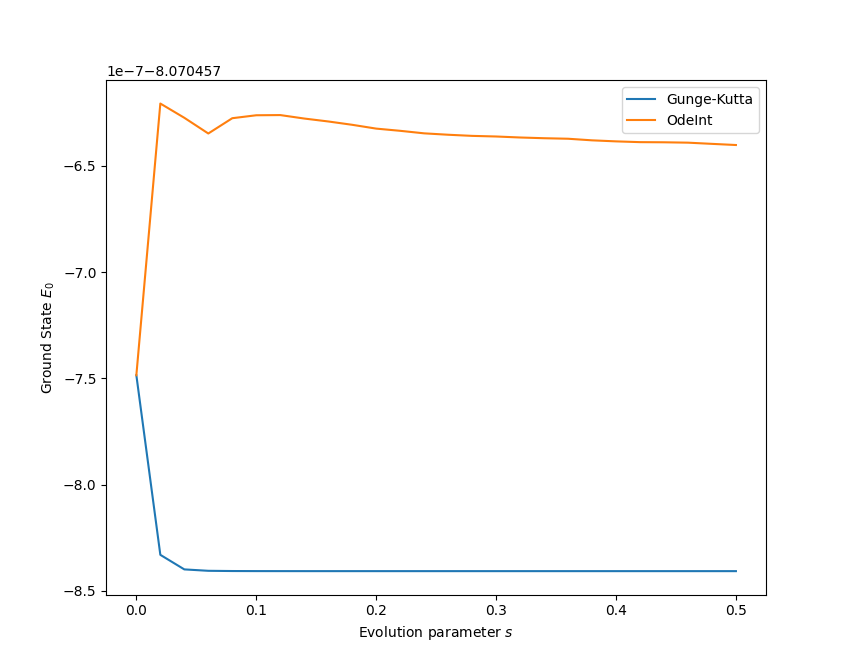 1e−7−8.070457
Gunge-Kutta
OdeInt
−6.5
−7.0
−7.5
−8.0
−8.5
Ground State E₀
0.0 0.1 0.2 0.3 0.4 0.5
Evolution parameter s